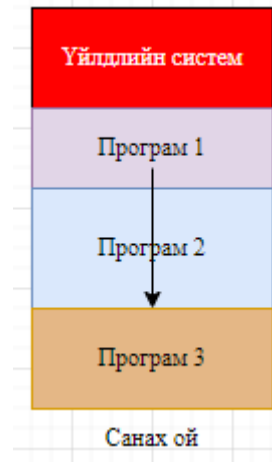 Үйлдлийн систем
Програм 1
Програм 2
Програм 3
Санах ой